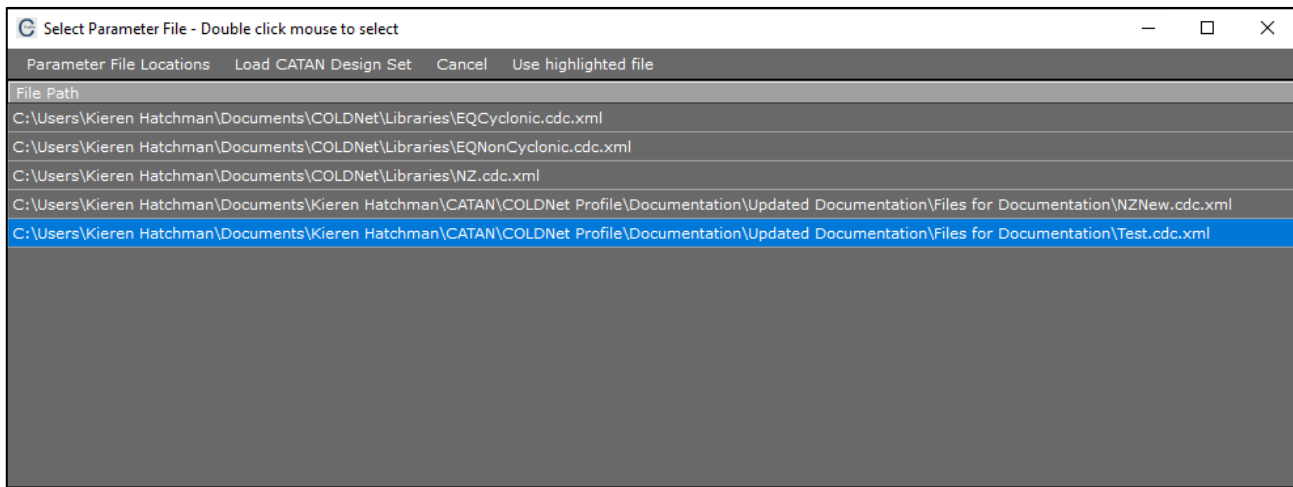 Select Parameter File - Double click mouse to select
Parameter File Locations Load CATAN Design Set Cancel Use highlighted file
File Path
C:\Users\Kieren Hatchman\Documents\COLDNet\Libraries\EQCyclonic.cdc.xml
C:\Users\Kieren Hatchman\Documents\COLDNet\Libraries\EQNonCyclonic.cdc.xml
C:\Users\Kieren Hatchman\Documents\COLDNet\Libraries\NZ.cdc.xml
C:\Users\Kieren Hatchman\Documents\Kieren Hatchman\CATAN\COLDNet Profile\Documentation\Updated Documentation\Files for Documentation\NZNew.cdc.xml
C:\Users\Kieren Hatchman\Documents\Kieren Hatchman\CATAN\COLDNet Profile\Documentation\Updated Documentation\Files for Documentation\Test.cdc.xml